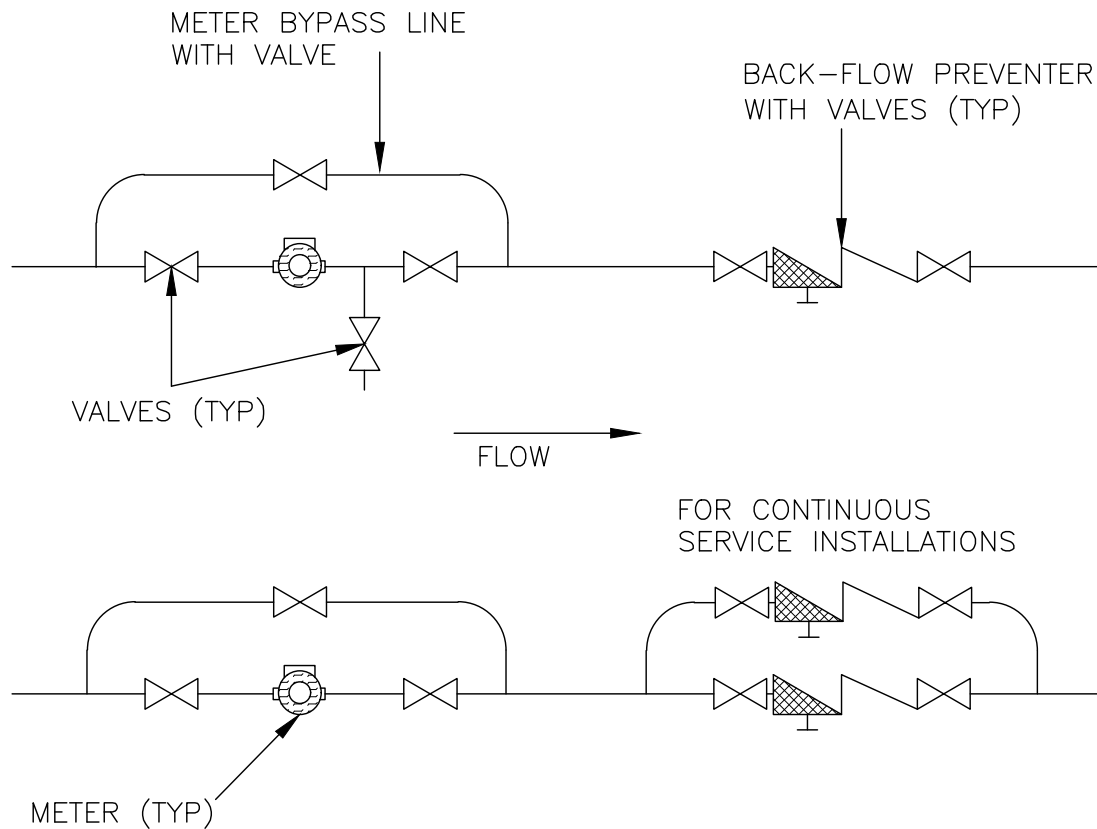 METER BYPASS LINE
WITH VALVE
BACK-FLOW PREVENTER
WITH VALVES (TYP)
VALVES (TYP)
FLOW
FOR CONTINUOUS
SERVICE INSTALLATIONS
METER (TYP)